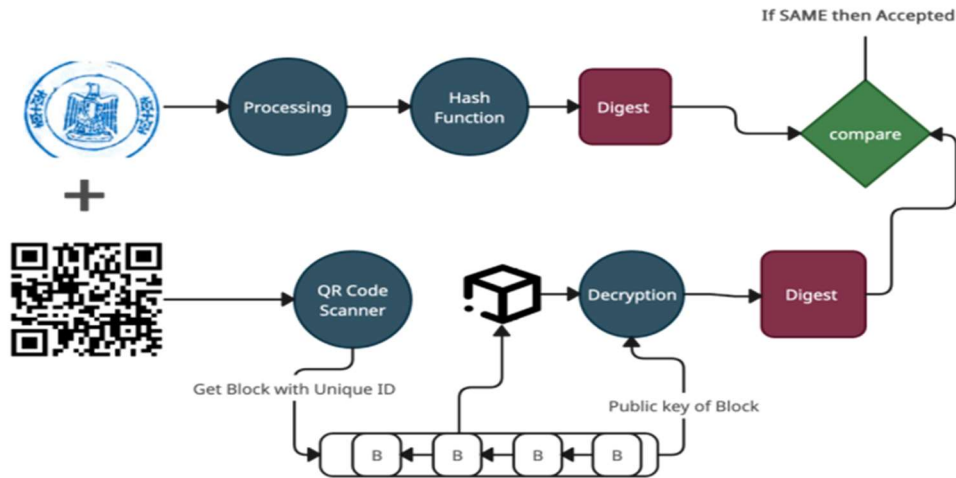 If SAME then Accepted
Processing
Hash
Function
Digest
compare
QR Code
Scanner
Decryption
Digest
Get Block with Unique ID
Public key of Block
B
B
B
B